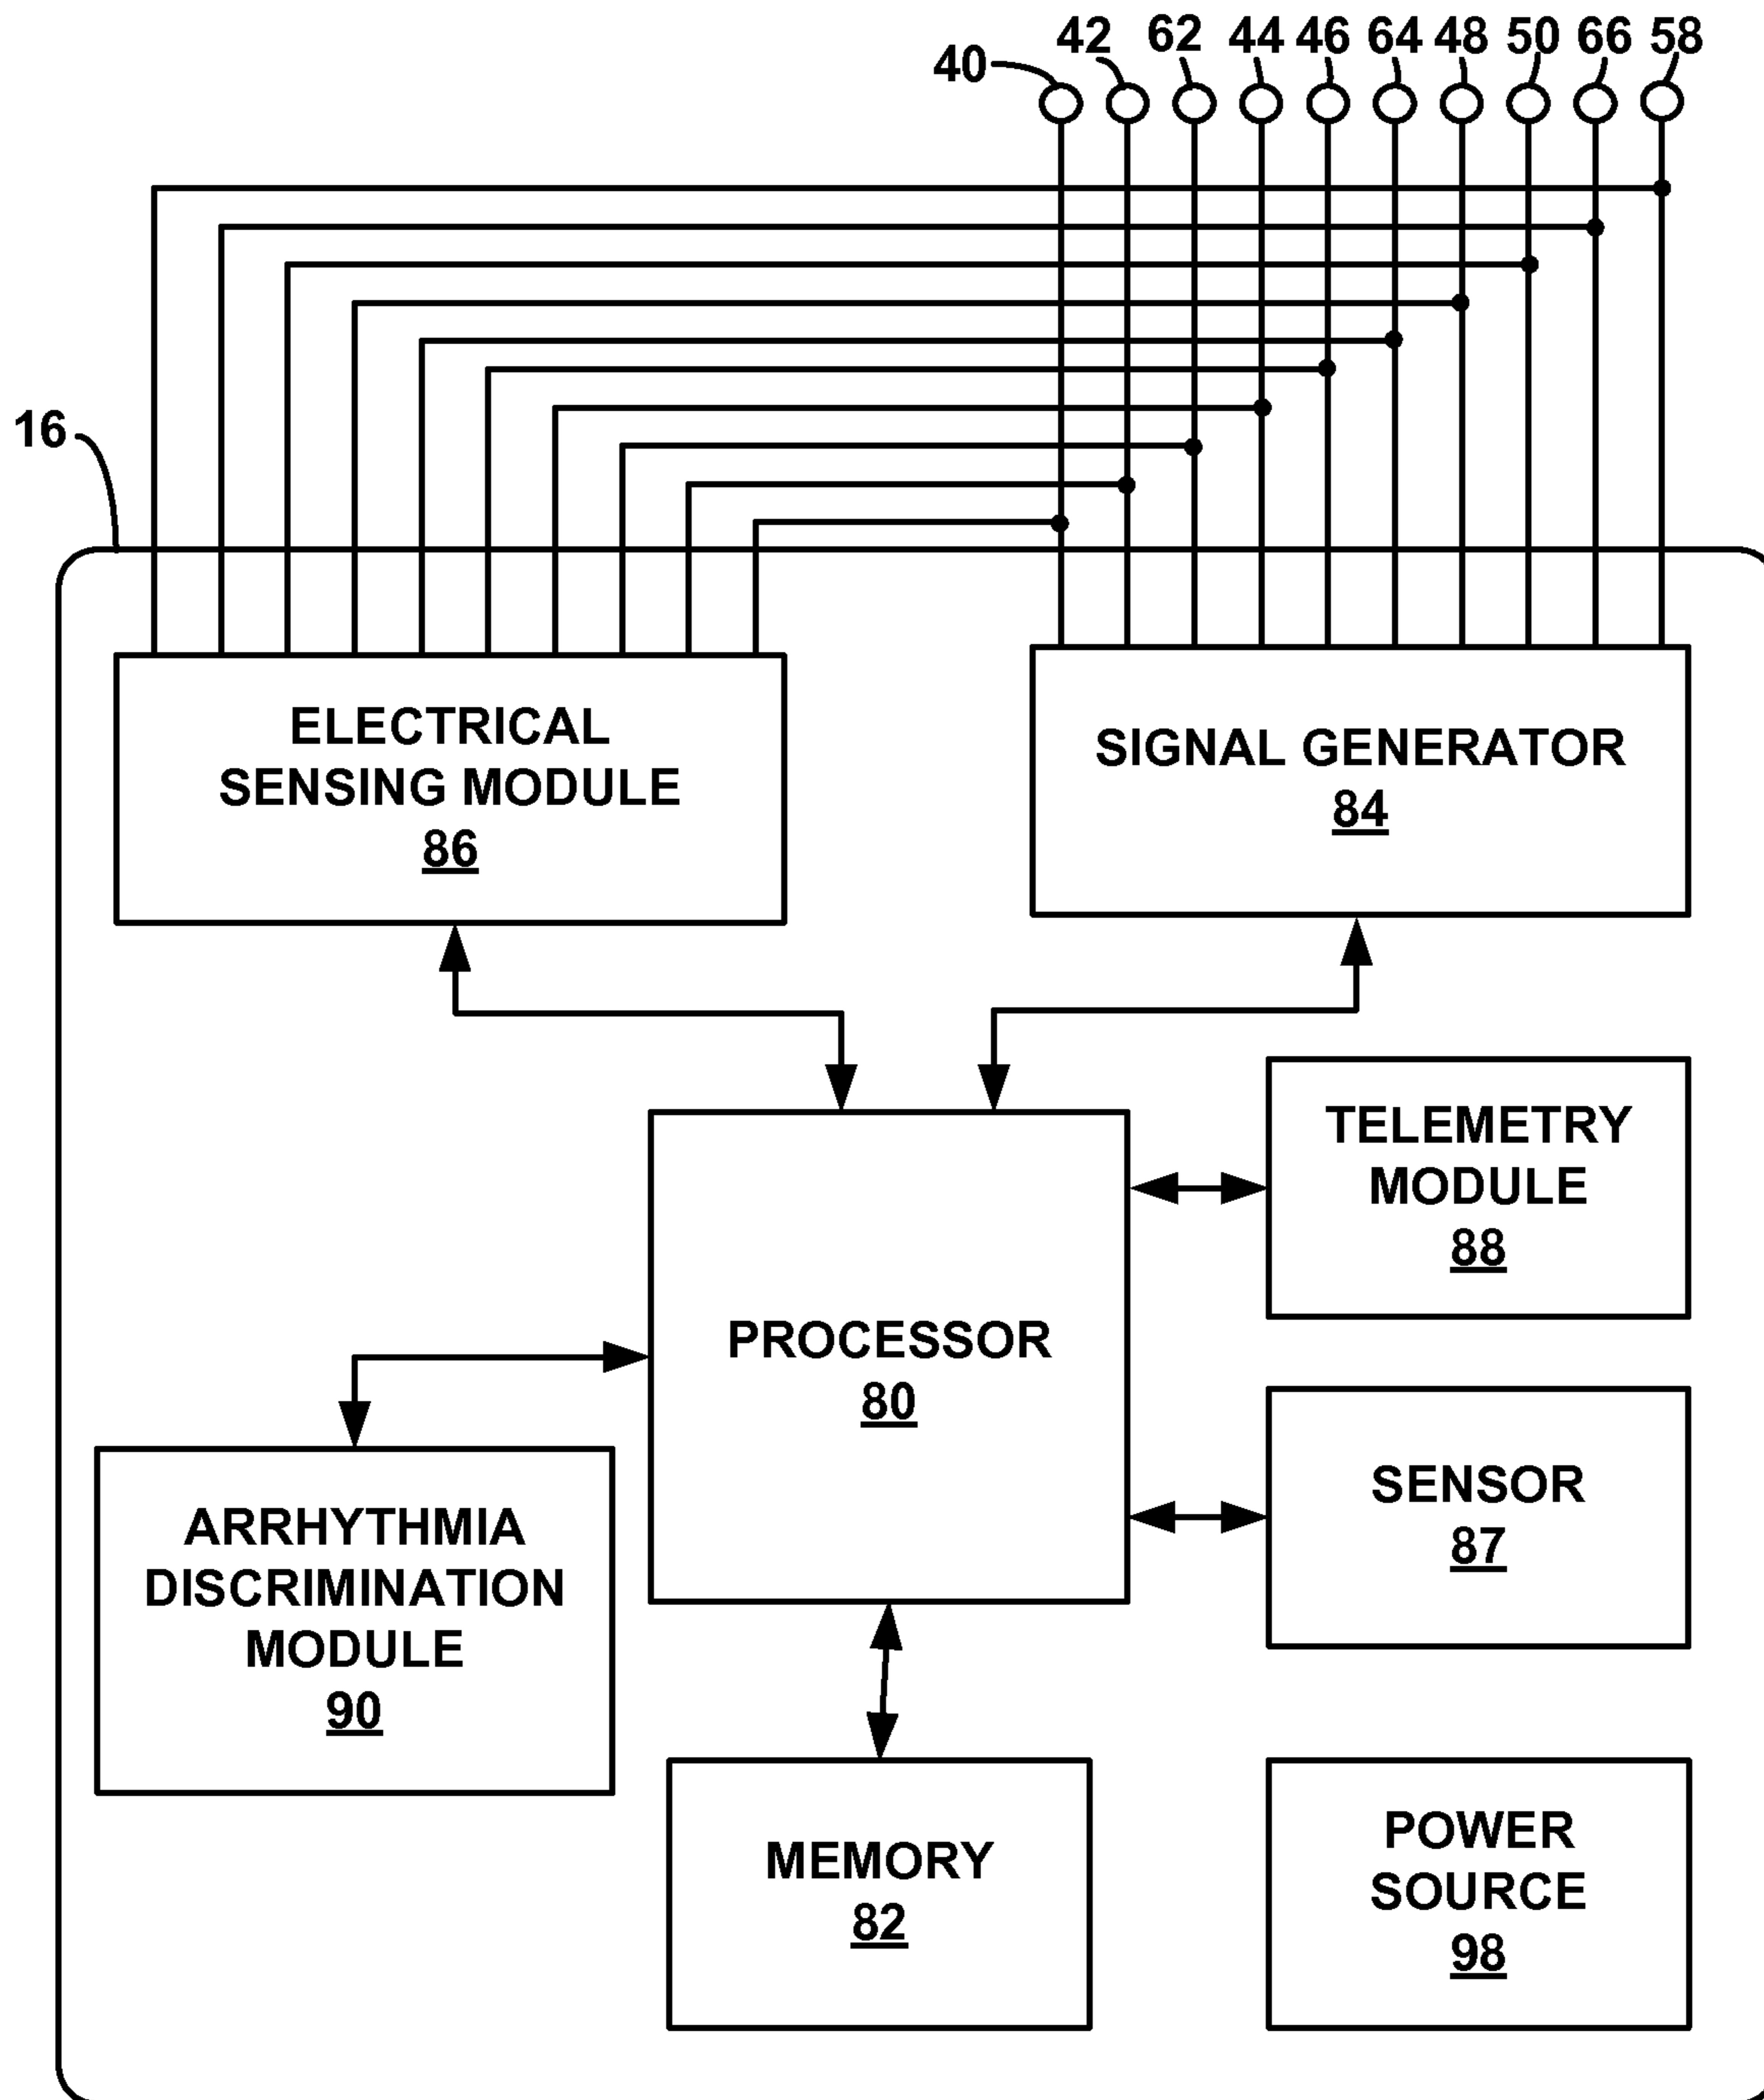 40 42 62 44 46 64 48 50 66 58
16
ELECTRICAL
SENSING MODULE
86
SIGNAL GENERATOR
84
TELEMETRY
MODULE
88
PROCESSOR
80
SENSOR
87
ARRHYTHMIA
DISCRIMINATION
MODULE
90
MEMORY
82
POWER
SOURCE
98